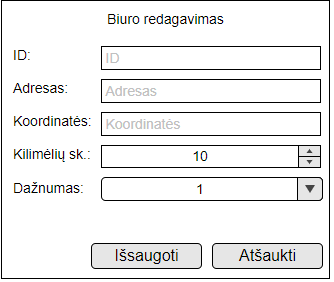 Biuro redagavimas
ID: ID
Adresas: Adresas
Koordinatės: Koordinatės
Kilimėlių sk.: 10
Dažnumas: 1
Išsaugoti Atšaukti